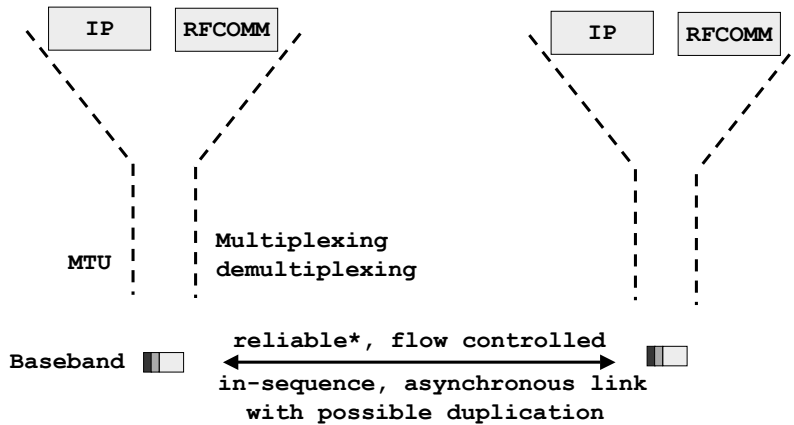 IP RFCOMM IP RFCOMM
MTU
Multiplexing
demultiplexing
Baseband
reliable*, flow controlled
in-sequence, asynchronous link
with possible duplication